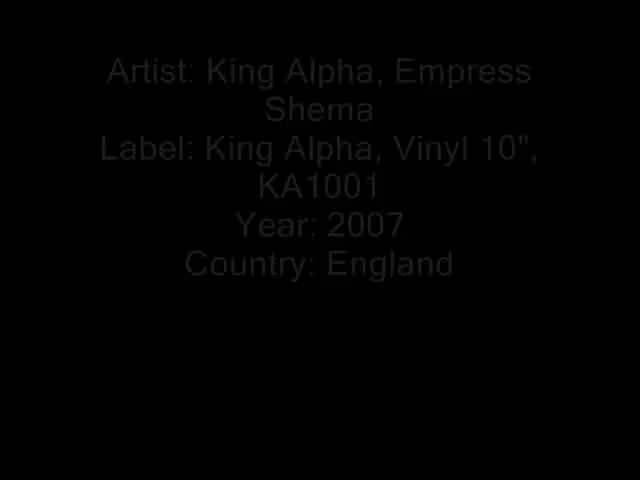 Artist: King Alpha, Empress
Shema
Label: King Alpha, Vinyl 10",
KA1001
Year: 2007
Country: England